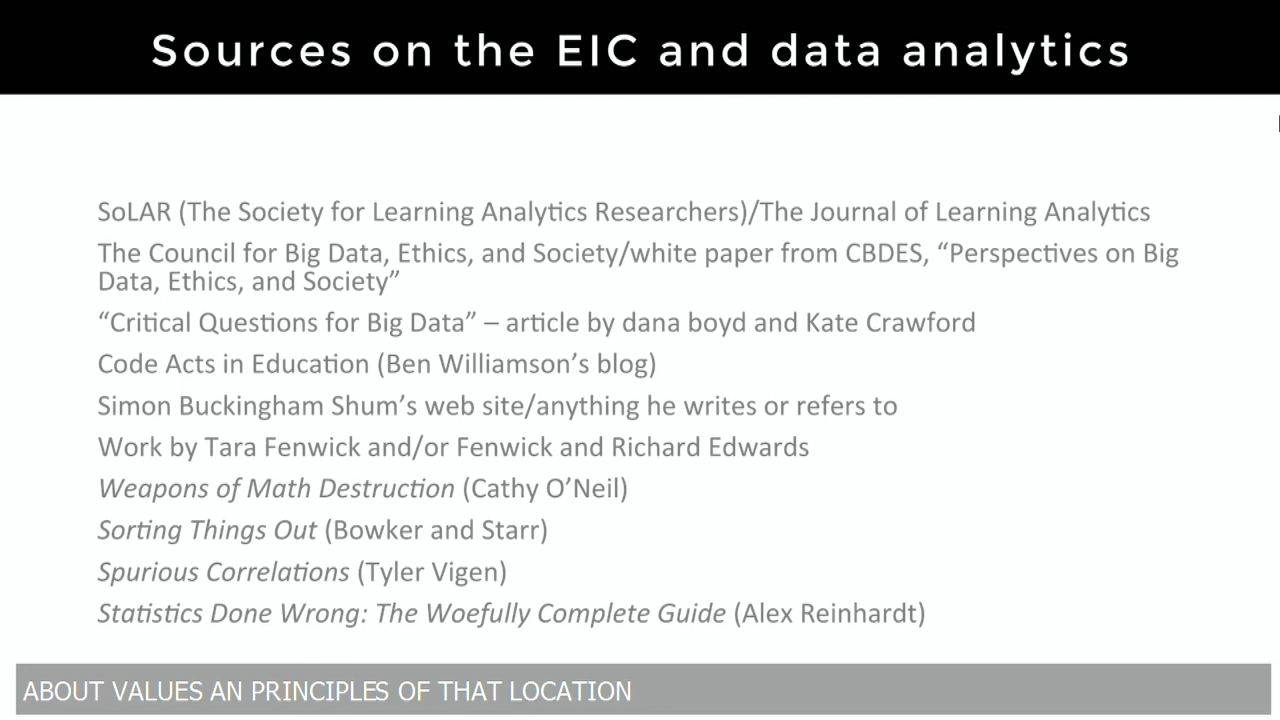 Sources on the EIC and data analytics
SoLAR (The Society for Learning Analytics Researchers)/The Journal of Learning Analytics
The Council for Big Data, Ethics, and Society/white paper from CBDES, “Perspectives on Big
Data, Ethics, and Society”
“Critical Questions for Big Data” – article by dana boyd and Kate Crawford
Code Acts in Education (Ben Williamson’s blog)
Simon Buckingham Shum’s web site/anything he writes or refers to
Work by Tara Fenwick and/or Fenwick and Richard Edwards
Weapons of Math Destruction (Cathy O’Neil)
Sorting Things Out (Bowker and Starr)
Spurious Correlations (Tyler Vigen)
Statistics Done Wrong: The Woefully Complete Guide (Alex Reinhardt)
ABOUT VALUES AN PRINCIPLES OF THAT LOCATION